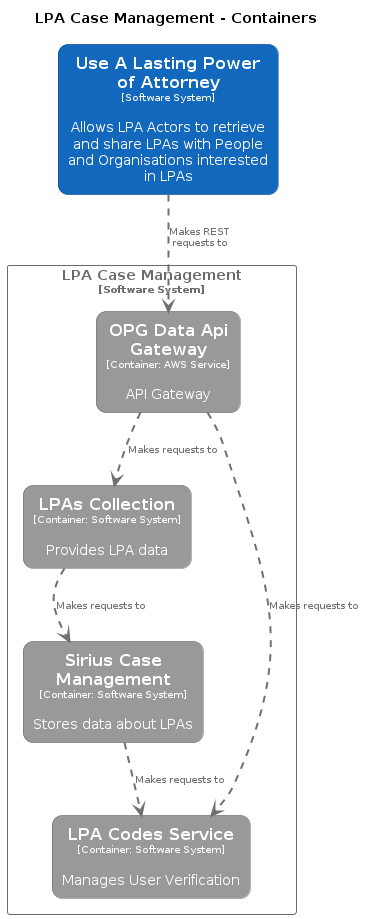 LPA Case Management - Containers
Use A Lasting Power
of Attorney
[Software System]
Allows LPA Actors to retrieve
and share LPAs with People
and Organisations interested
in LPAs
Makes REST
requests to
LPA Case Management
[Software System]
OPG Data Api
Gateway
[Container: AWS Service]
API Gateway
Makes requests to
LPAs Collection
[Container: Software System]
Provides LPA data
Makes requests to
Makes requests to
Sirius Case
Management
[Container: Software System]
Stores data about LPAs
Makes requests to
LPA Codes Service
[Container: Software System]
Manages User Verification